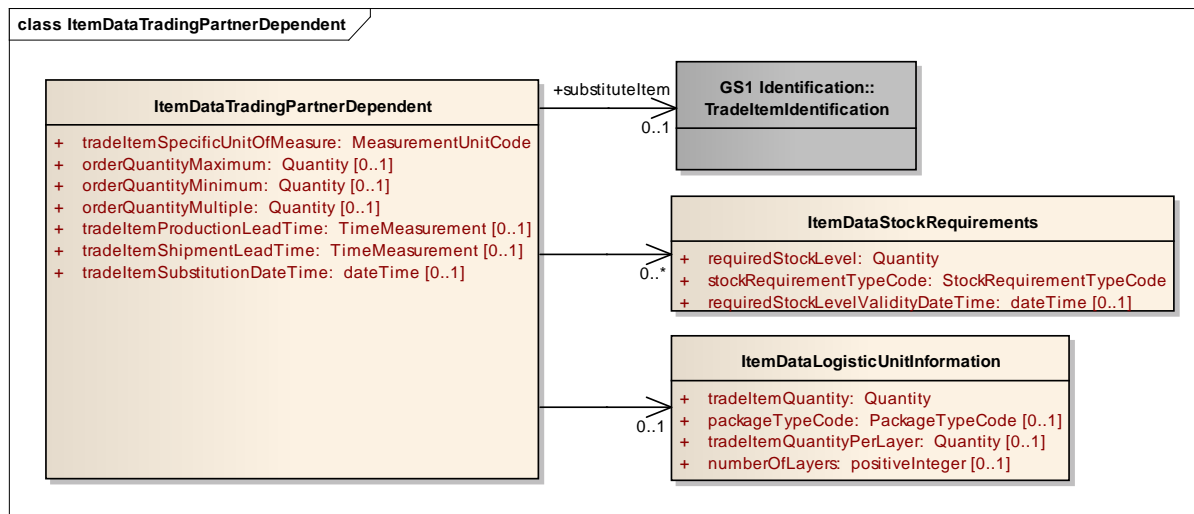 class ItemDataTradingPartnerDependent
ItemDataTradingPartnerDependent
+ tradeItemSpecificUnitOfMeasure: MeasurementUnitCode
+ orderQuantityMaximum: Quantity [0..1]
+ orderQuantityMinimum: Quantity [0..1]
+ orderQuantityMultiple: Quantity [0..1]
+ tradeItemProductionLeadTime: TimeMeasurement [0..1]
+ tradeItemShipmentLeadTime: TimeMeasurement [0..1]
+ tradeItemSubstitutionDateTime: dateTime [0..1]
+substituteItem
0..1
GS1 Identification::
TradeItemIdentification
0..*
ItemDataStockRequirements
+ requiredStockLevel: Quantity
+ stockRequirementTypeCode: StockRequirementTypeCode
+ requiredStockLevelValidityDateTime: dateTime [0..1]
0..1
ItemDataLogisticUnitInformation
+ tradeItemQuantity: Quantity
+ packageTypeCode: PackageTypeCode [0..1]
+ tradeItemQuantityPerLayer: Quantity [0..1]
+ numberOfLayers: positiveInteger [0..1]